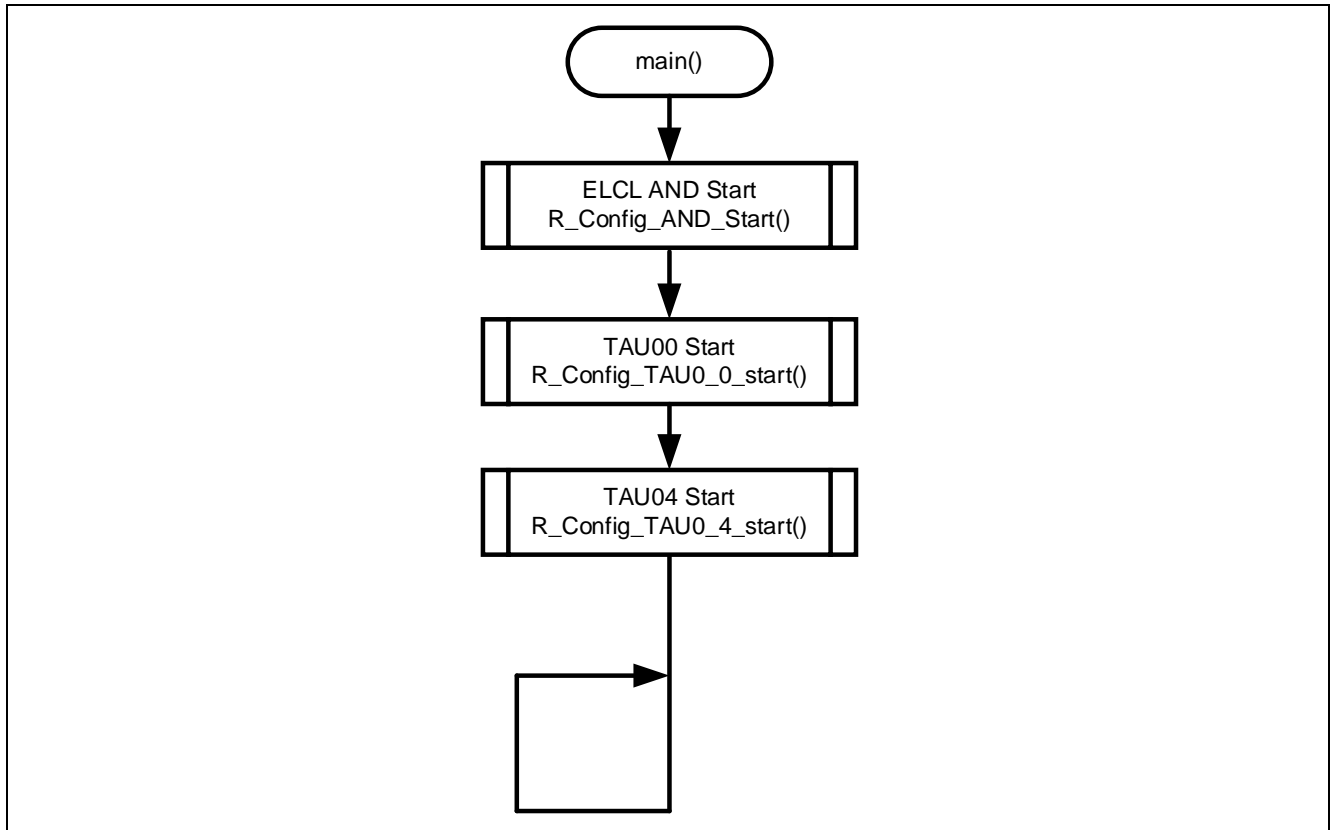 main()
ELCL AND Start
R_Config_AND_Start()
TAU00 Start
R_Config_TAU0_0_start()
TAU04 Start
R_Config_TAU0_4_start()